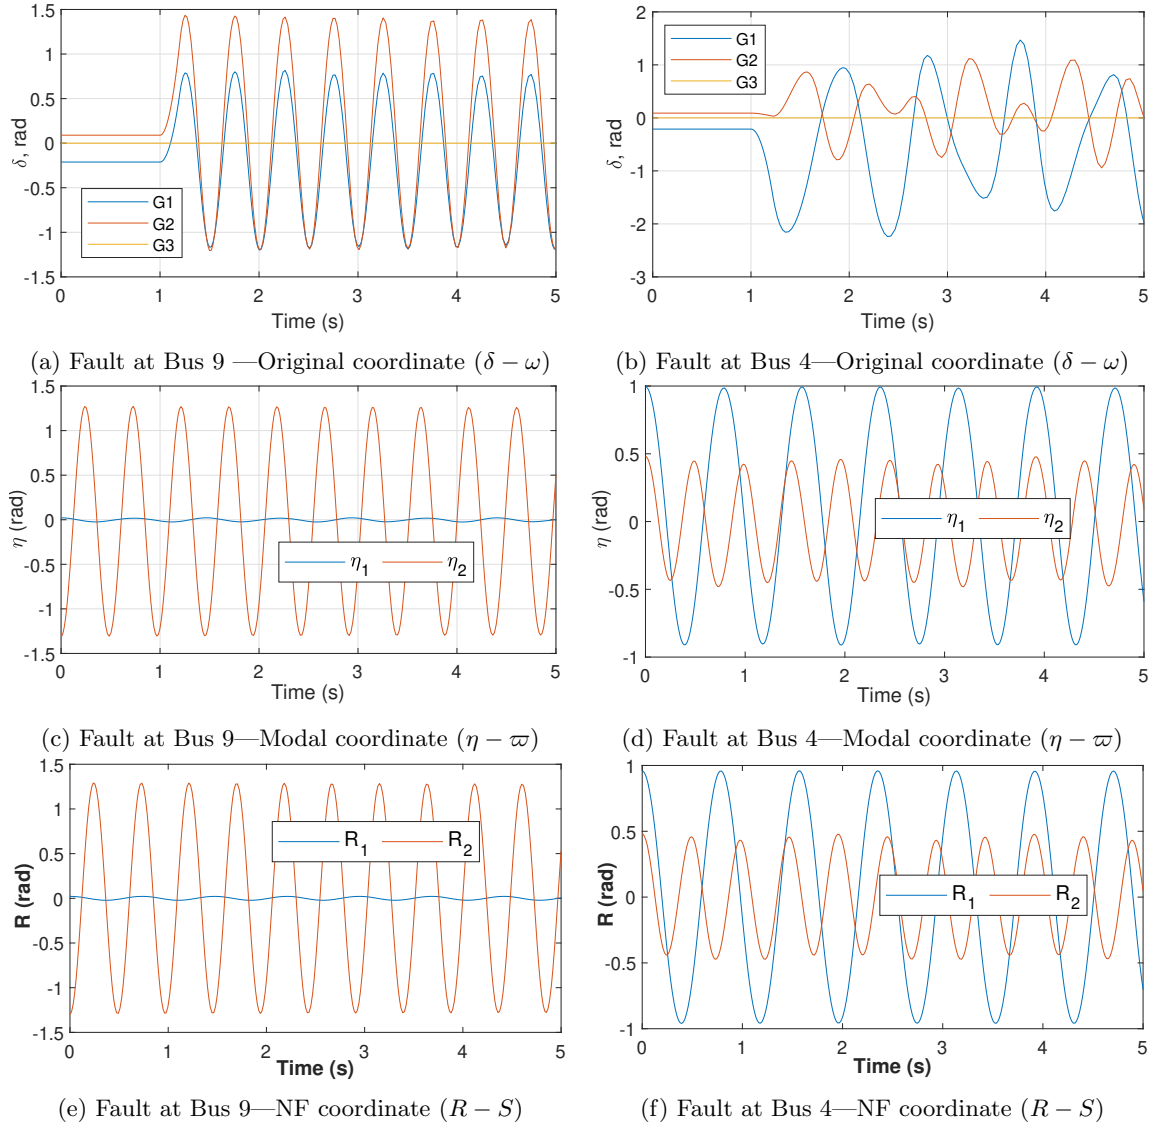 1.5
1
0.5
0
-0.5
-1
-1.5
δ, rad
G1
G2
G3
0 1 2 3 4 5
Time (s)
(a) Fault at Bus 9 —Original coordinate (δ − ω)
2
1
0
-1
-2
-3
δ, rad
G1
G2
G3
0 1 2 3 4 5
Time (s)
(b) Fault at Bus 4—Original coordinate (δ − ω)
1.5
1
0.5
0
-0.5
-1
-1.5
η (rad)
η1 η2
0 1 2 3 4 5
Time (s)
(c) Fault at Bus 9—Modal coordinate (η − ϖ)
1
0.5
0
-0.5
-1
η (rad)
η1 η2
0 1 2 3 4 5
Time (s)
(d) Fault at Bus 4—Modal coordinate (η − ϖ)
1.5
1
0.5
0
-0.5
-1
-1.5
R (rad)
R1 R2
0 1 2 3 4 5
Time (s)
(e) Fault at Bus 9—NF coordinate (R − S)
1
0.5
0
-0.5
-1
R (rad)
R1 R2
0 1 2 3 4 5
Time (s)
(f) Fault at Bus 4—NF coordinate (R − S)